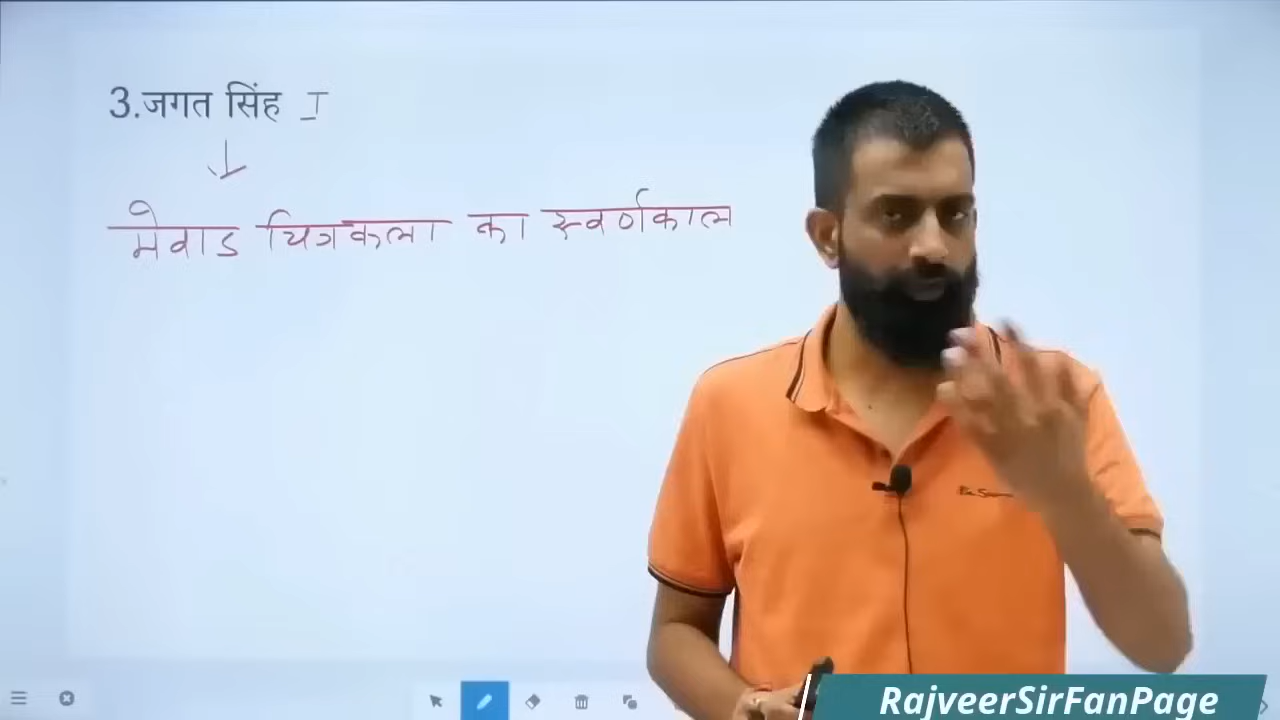 3.जगत सिंह I
मेवाड चित्रकला का स्वर्णकाल
RajveerSirFanPage